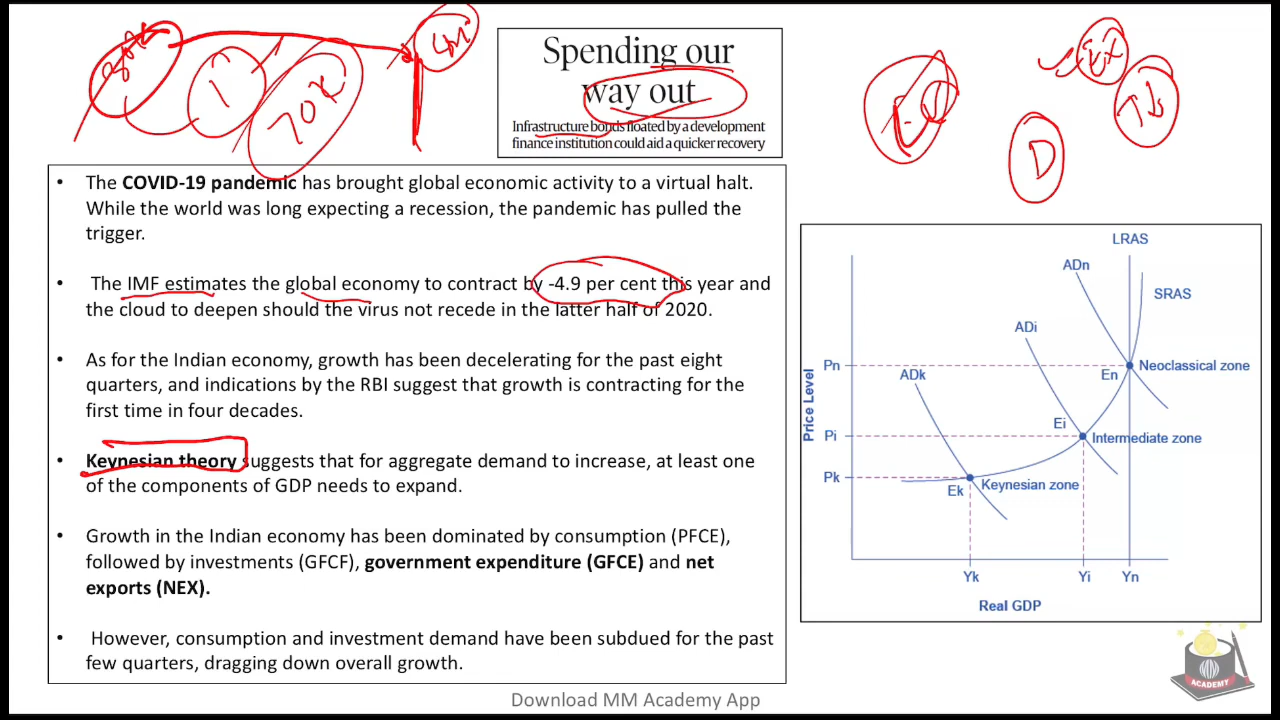 Spending our
way out
Infrastructure bonds floated by a development
finance institution could aid a quicker recovery
70K
D
• The COVID-19 pandemic has brought global economic activity to a virtual halt.
While the world was long expecting a recession, the pandemic has pulled the
trigger.
• The IMF estimates the global economy to contract by -4.9 per cent this year and
the cloud to deepen should the virus not recede in the latter half of 2020.
• As for the Indian economy, growth has been decelerating for the past eight
quarters, and indications by the RBI suggest that growth is contracting for the
first time in four decades.
• Keynesian theory suggests that for aggregate demand to increase, at least one
of the components of GDP needs to expand.
• Growth in the Indian economy has been dominated by consumption (PFCE),
followed by investments (GFCF), government expenditure (GFCE) and net
exports (NEX).
• However, consumption and investment demand have been subdued for the past
few quarters, dragging down overall growth.
LRAS
ADn
SRAS
ADi
Pn
En
Neoclassical zone
ADk
Price Level
Ei
Pi
Intermediate zone
Pk
Ek
Keynesian zone
Yk
Yi
Yn
Real GDP
ACADEMY
Download MM Academy App